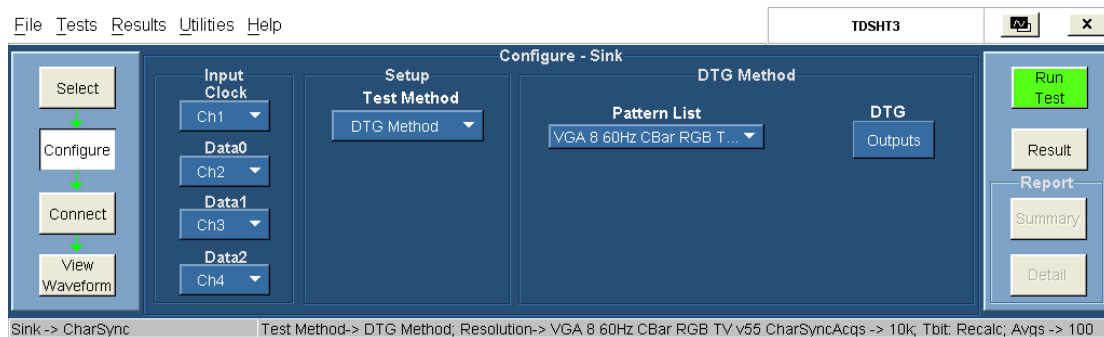 File Tests Results Utilities Help
TDSHT3
x
Configure - Sink
Select
Configure
Connect
View
Waveform
Input
Clock
Ch1
Data0
Ch2
Data1
Ch3
Data2
Ch4
Setup
Test Method
DTG Method
DTG Method
Pattern List
VGA 8 60Hz CBar RGB T...
DTG
Outputs
Run
Test
Result
Report
Summary
Detail
Sink -> CharSync
Test Method-> DTG Method; Resolution-> VGA 8 60Hz CBar RGB TV v55 CharSyncAcqs -> 10k; Tbit: Recalc; Avgs -> 100